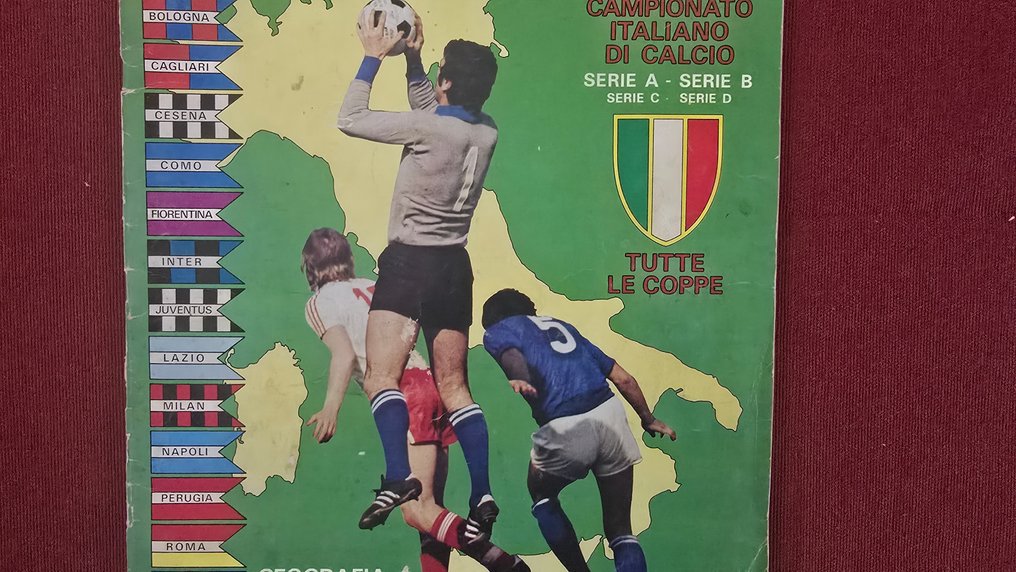 BOLOGNA
CAGLIARI
CESENA
COMO
FIORENTINA
INTER
JUVENTUS
LAZIO
MILAN
NAPOLI
PERUGIA
ROMA
CAMPIONATO
ITALIANO
DI CALCIO
SERIE A - SERIE B
SERIE C - SERIE D
TUTTE
LE COPPE
1
5
GEOGRAFIA